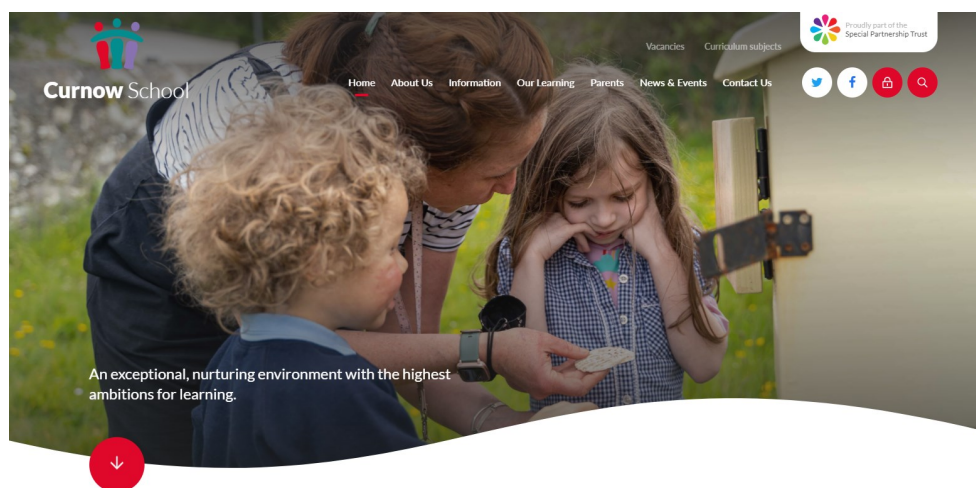 Proudly part of the
Special Partnership Trust
Vacancies Curriculum subjects
Curnow School
Home About Us Information Our Learning Parents News & Events Contact Us
An exceptional, nurturing environment with the highest
ambitions for learning.